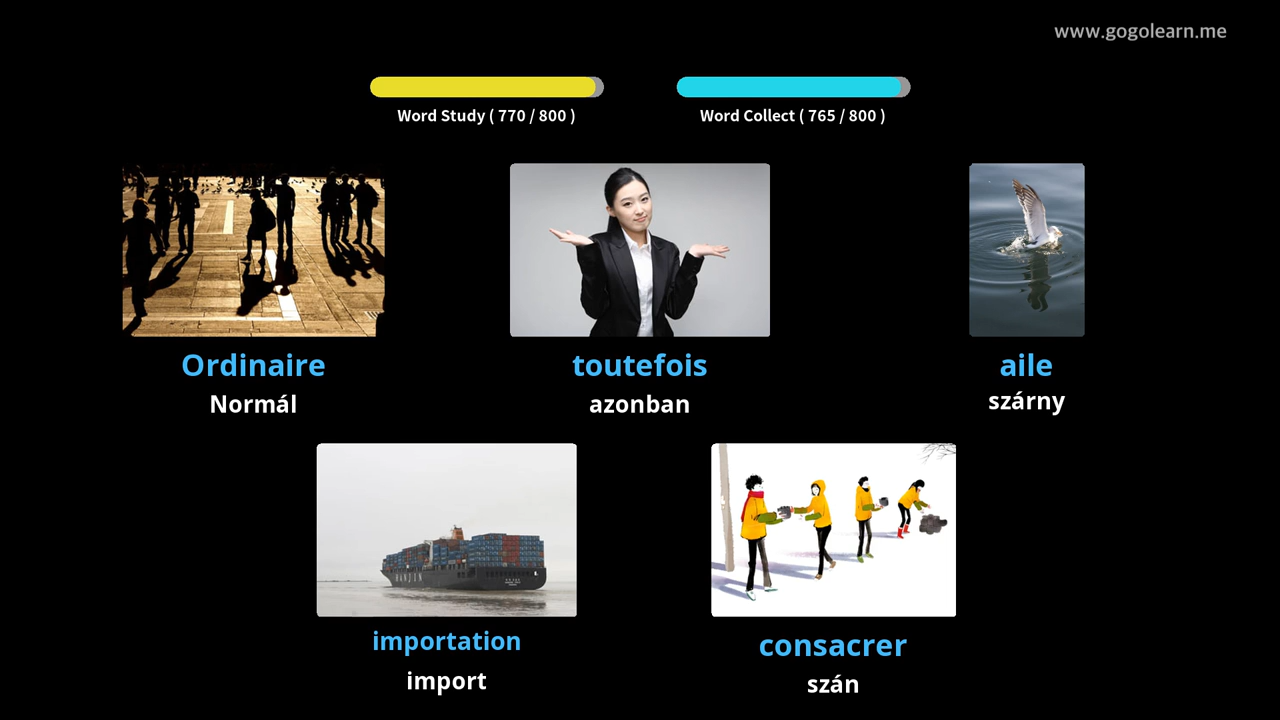 www.gogolearn.me
Word Study ( 770 / 800 )
Word Collect ( 765 / 800 )
Ordinaire
Normál
toutefois
azonban
aile
szárny
HANJIN
importation
import
consacrer
szán